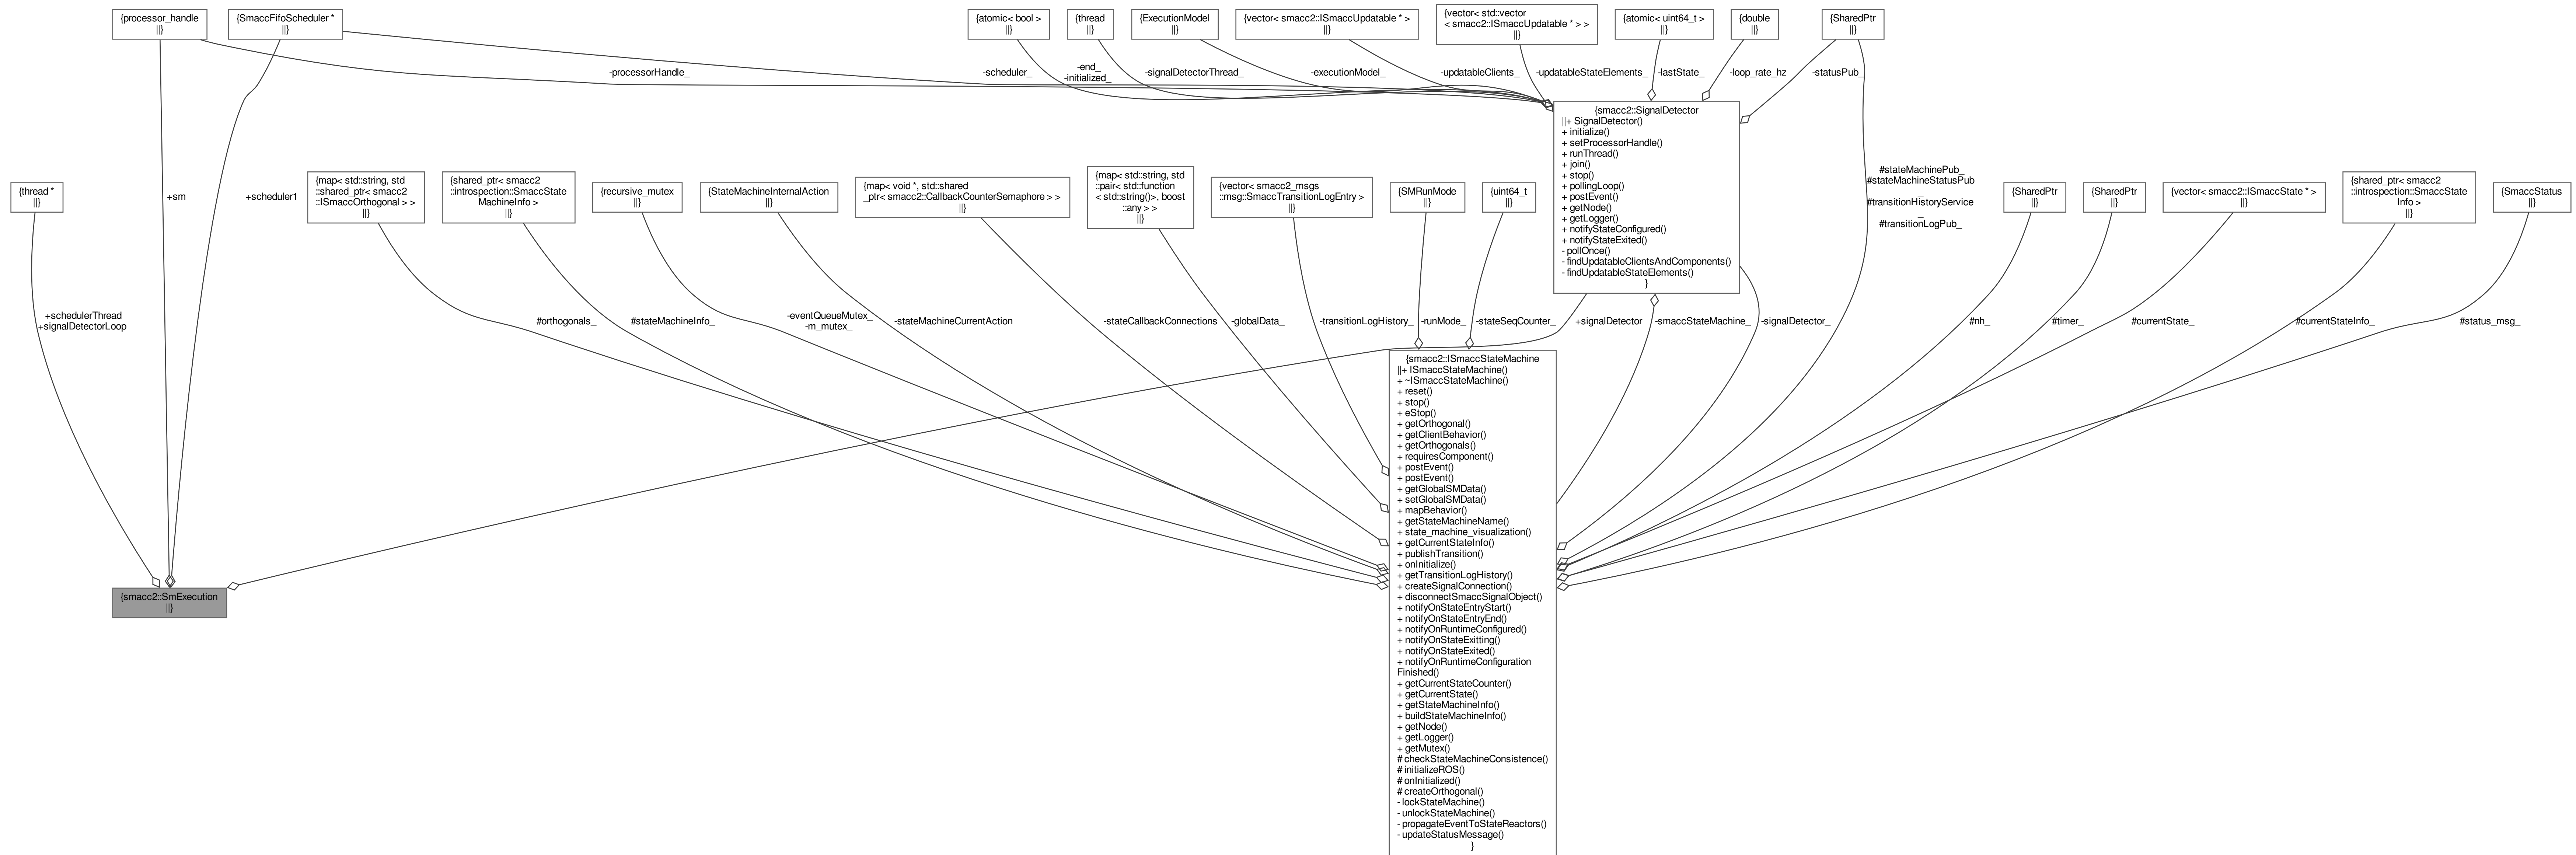 {processor_handle
||}
{SmaccFifoScheduler *
||}
{atomic< bool >
||}
{thread
||}
{ExecutionModel
||}
{vector< smacc2::ISmaccUpdatable * >
||}
{vector< std::vector
< smacc2::ISmaccUpdatable * > >
||}
{atomic< uint64_t >
||}
{double
||}
{SharedPtr
||}
-processorHandle_
-scheduler_
-end_
-initialized_
-signalDetectorThread_
-executionModel_
-updatableClients_
-updatableStateElements_
-lastState_
-loop_rate_hz
-statusPub_
{smacc2::SignalDetector
||+ SignalDetector()
+ initialize()
+ setProcessorHandle()
+ runThread()
+ join()
+ stop()
+ pollingLoop()
+ postEvent()
+ getNode()
+ getLogger()
+ notifyStateConfigured()
+ notifyStateExited()
- pollOnce()
- findUpdatableClientsAndComponents()
- findUpdatableStateElements()
}
{thread *
||}
+sm
+scheduler1
{map< std::string, std
::shared_ptr< smacc2
::ISmaccOrthogonal > >
||}
{shared_ptr< smacc2
::introspection::SmaccState
MachineInfo >
||}
{recursive_mutex
||}
{StateMachineInternalAction
||}
{map< void *, std::shared
_ptr< smacc2::CallbackCounterSemaphore > >
||}
{map< std::string, std
::pair< std::function
< std::string()>, boost
::any > >
||}
{vector< smacc2_msgs
::msg::SmaccTransitionLogEntry >
||}
{SMRunMode
||}
{uint64_t
||}
#stateMachinePub_
#stateMachineStatusPub
_
#transitionHistoryService
_
#transitionLogPub_
{SharedPtr
||}
{SharedPtr
||}
{vector< smacc2::ISmaccState * >
||}
{shared_ptr< smacc2
::introspection::SmaccState
Info >
||}
{SmaccStatus
||}
+schedulerThread
+signalDetectorLoop
#orthogonals_
#stateMachineInfo_
-eventQueueMutex_
-m_mutex_
-stateMachineCurrentAction
-stateCallbackConnections
-globalData_
-transitionLogHistory_
-runMode_
-stateSeqCounter_
+signalDetector
-smaccStateMachine_
-signalDetector_
#nh_
#timer_
#currentState_
#currentStateInfo_
#status_msg_
{smacc2::ISmaccStateMachine
||+ ISmaccStateMachine()
+ ~ISmaccStateMachine()
+ reset()
+ stop()
+ eStop()
+ getOrthogonal()
+ getClientBehavior()
+ getOrthogonals()
+ requiresComponent()
+ postEvent()
+ postEvent()
+ getGlobalSMData()
+ setGlobalSMData()
+ mapBehavior()
+ getStateMachineName()
+ state_machine_visualization()
+ getCurrentStateInfo()
+ publishTransition()
+ onInitialize()
+ getTransitionLogHistory()
+ createSignalConnection()
+ disconnectSmaccSignalObject()
+ notifyOnStateEntryStart()
+ notifyOnStateEntryEnd()
+ notifyOnRuntimeConfigured()
+ notifyOnStateExitting()
+ notifyOnStateExited()
+ notifyOnRuntimeConfiguration
Finished()
+ getCurrentStateCounter()
+ getCurrentState()
+ getStateMachineInfo()
+ buildStateMachineInfo()
+ getNode()
+ getLogger()
+ getMutex()
# checkStateMachineConsistence()
# initializeROS()
# onInitialized()
# createOrthogonal()
- lockStateMachine()
- unlockStateMachine()
- propagateEventToStateReactors()
- updateStatusMessage()
}
{smacc2::SmExecution
||}